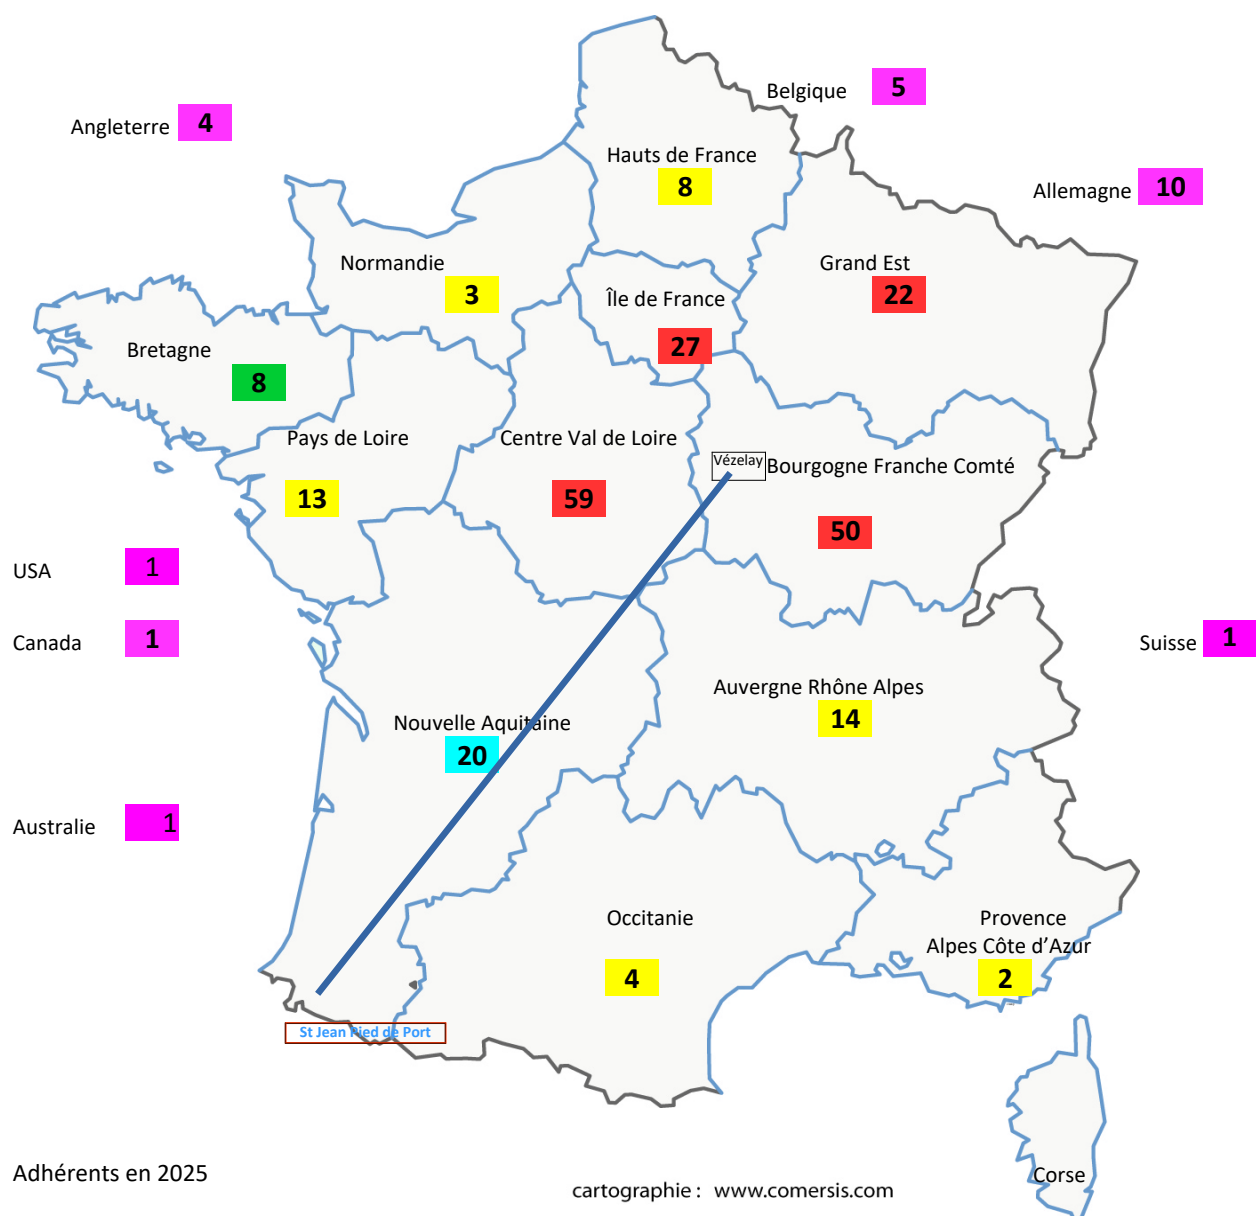 Belgique 5
Angleterre 4
Hauts de France
8
Allemagne 10
Normandie
3
Grand Est
22
Île de France
27
Bretagne
8
Pays de Loire
13
Centre Val de Loire
59
Vézelay
Bourgogne Franche Comté
50
USA 1
Canada 1
Suisse 1
Auvergne Rhône Alpes
14
Nouvelle Aquitaine
20
Australie 1
Occitanie
4
Provence
Alpes Côte d'Azur
2
St Jean Pied de Port
Corse
Adhérents en 2025
cartographie : www.comersis.com